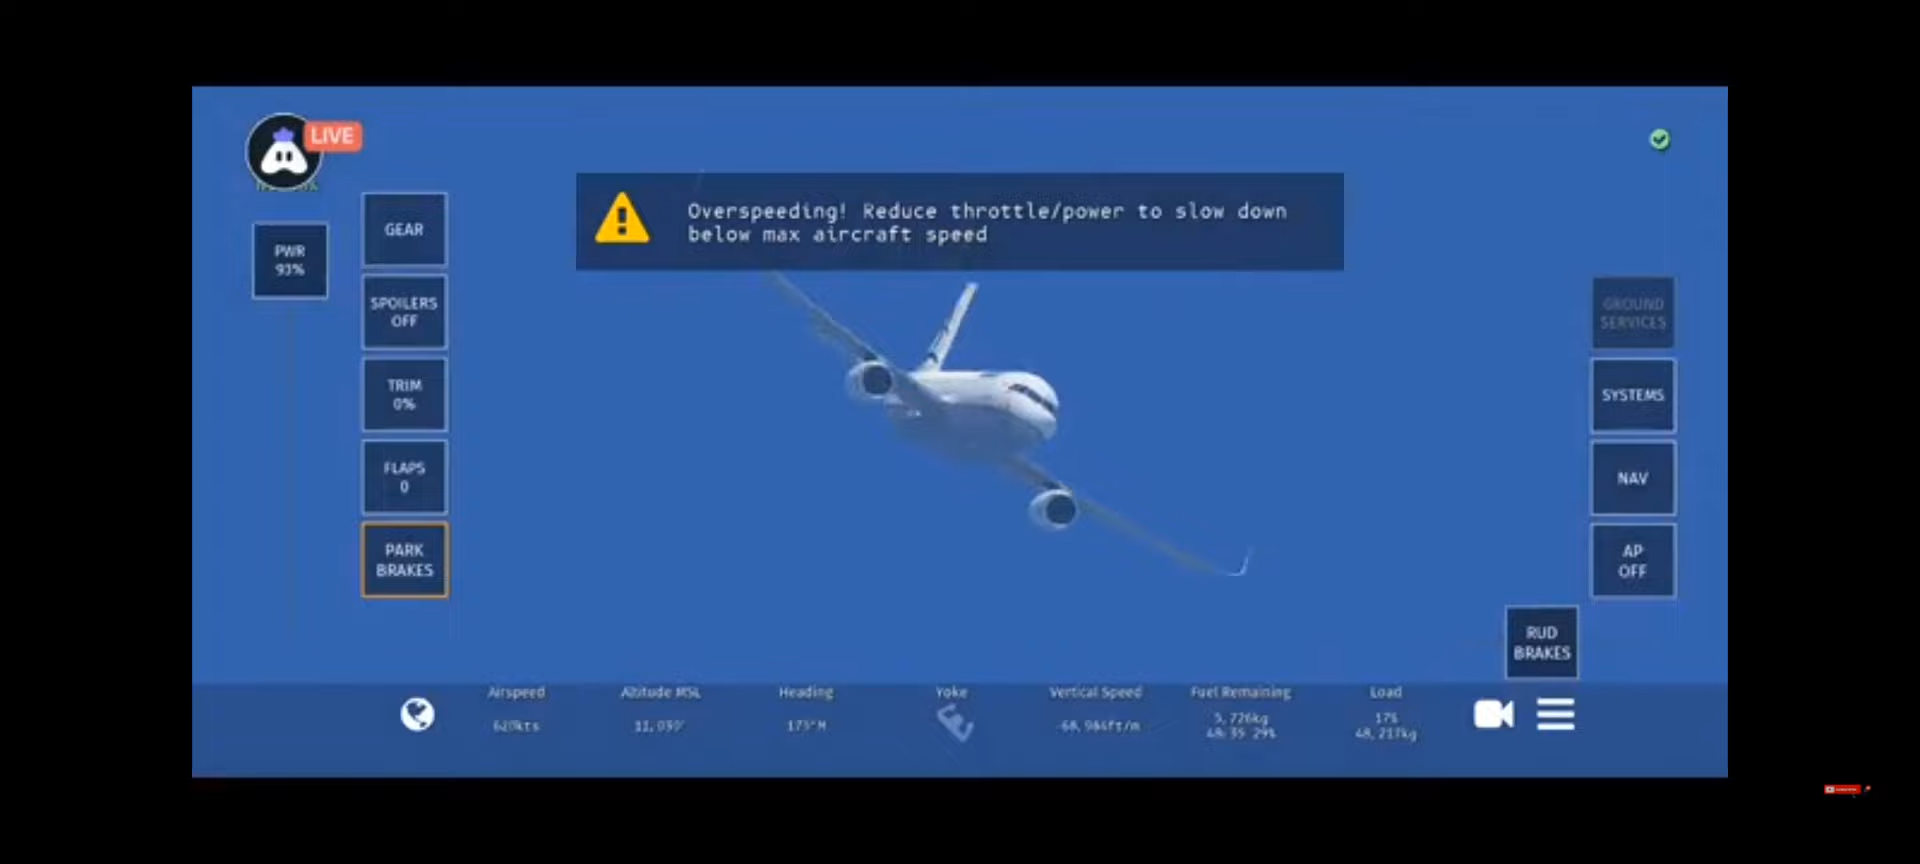 LIVE
Overspeeding! Reduce throttle/power to slow down
below max aircraft speed
PWR
93%
GEAR
SPOILERS
OFF
TRIM
0%
FLAPS
0
PARK
BRAKES
GROUND
SERVICES
SYSTEMS
NAV
AP
OFF
RUD
BRAKES
Airspeed
Altitude MSL
Heading
Yoke
Vertical Speed
Fuel Remaining
Load